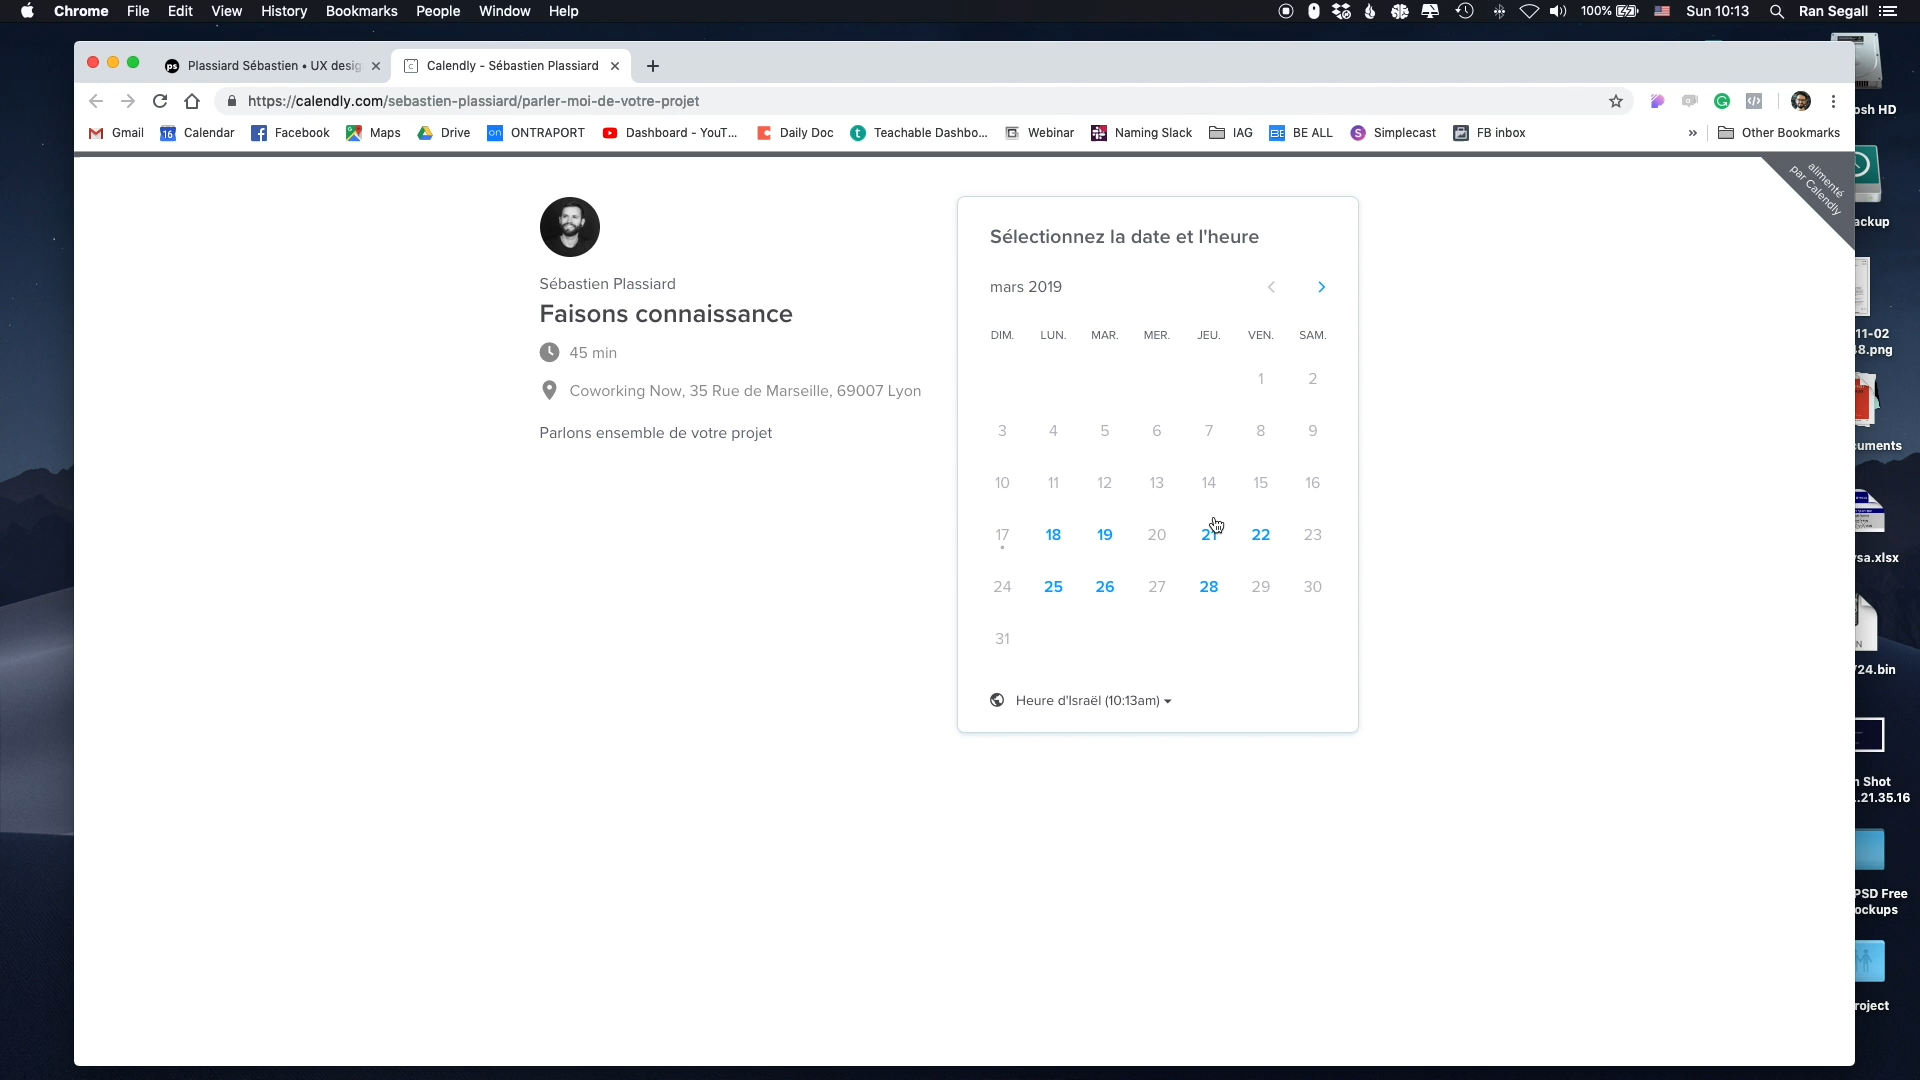 Chrome File Edit View History Bookmarks People Window Help 100% Sun 10:13 Ran Segall
Plassiard Sébastien • UX desig
Calendly - Sébastien Plassiard
https://calendly.com/sebastien-plassiard/parler-moi-de-votre-projet
Gmail Calendar Facebook Maps Drive ONTRAPORT Dashboard - YouT... Daily Doc Teachable Dashbo... Webinar Naming Slack IAG BE ALL Simplecast FB inbox » Other Bookmarks
alimenté
par Calendly
Sébastien Plassiard
Faisons connaissance
45 min
Coworking Now, 35 Rue de Marseille, 69007 Lyon
Parlons ensemble de votre projet
Sélectionnez la date et l'heure
mars 2019
DIM. LUN. MAR. MER. JEU. VEN. SAM.
1 2
3 4 5 6 7 8 9
10 11 12 13 14 15 16
17 18 19 20 21 22 23
24 25 26 27 28 29 30
31
Heure d'Israël (10:13am)
osh HD
ackup
11-02
8.png
uments
sa.xlsx
24.bin
n Shot
.21.35.16
PSD Free
ockups
roject